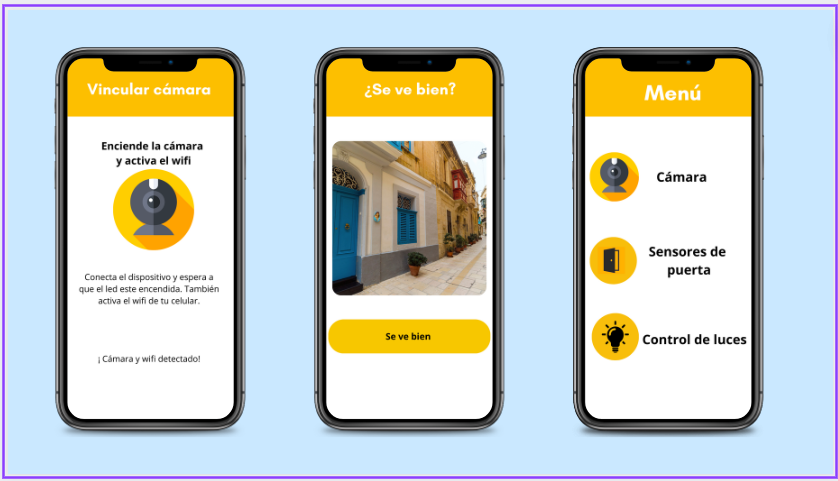 Vincular cámara
Enciende la cámara
y activa el wifi
Conecta el dispositivo y espera a
que el led este encendida. También
activa el wifi de tu celular.
¡ Cámara y wifi detectado!
¿Se ve bien?
Se ve bien
Menú
Cámara
Sensores de
puerta
Control de luces